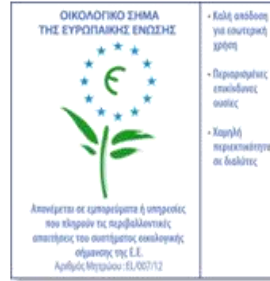 ΟΙΚΟΛΟΓΙΚΟ ΣΗΜΑ
ΤΗΣ ΕΥΡΩΠΑΪΚΗΣ ΕΝΩΣΗΣ
Απονέμεται σε εμπορεύματα ή υπηρεσίες
που πληρούν τις περιβαλλοντικές
απαιτήσεις του συστήματος οικολογικής
σήμανσης της Ε.Ε.
Αριθμός Μητρώου: EL/007/12
• Καλή απόδοση
για εσωτερική
χρήση
• Περιορισμένες
επικίνδυνες
ουσίες
• Χαμηλή
περιεκτικότητα
σε διαλύτες